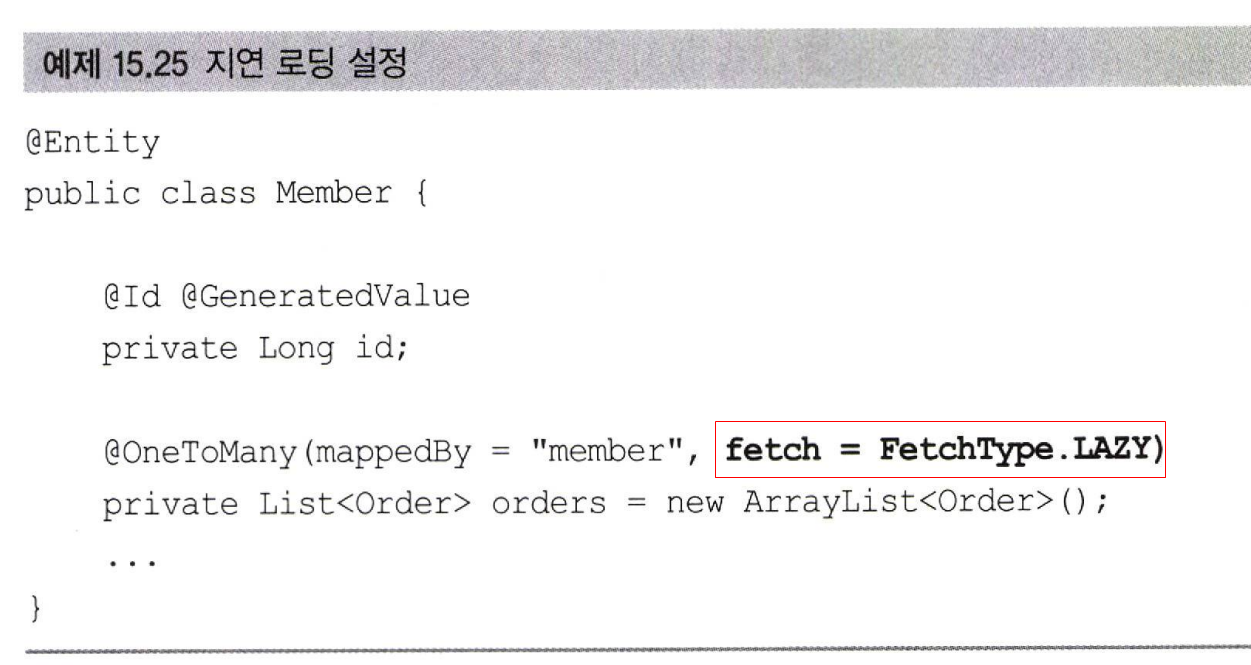 예제 15.25 지연 로딩 설정
@Entity
public class Member {
@Id @GeneratedValue
private Long id;
@OneToMany(mappedBy = "member", fetch = FetchType.LAZY)
private List<Order> orders = new ArrayList<Order>();
...
}